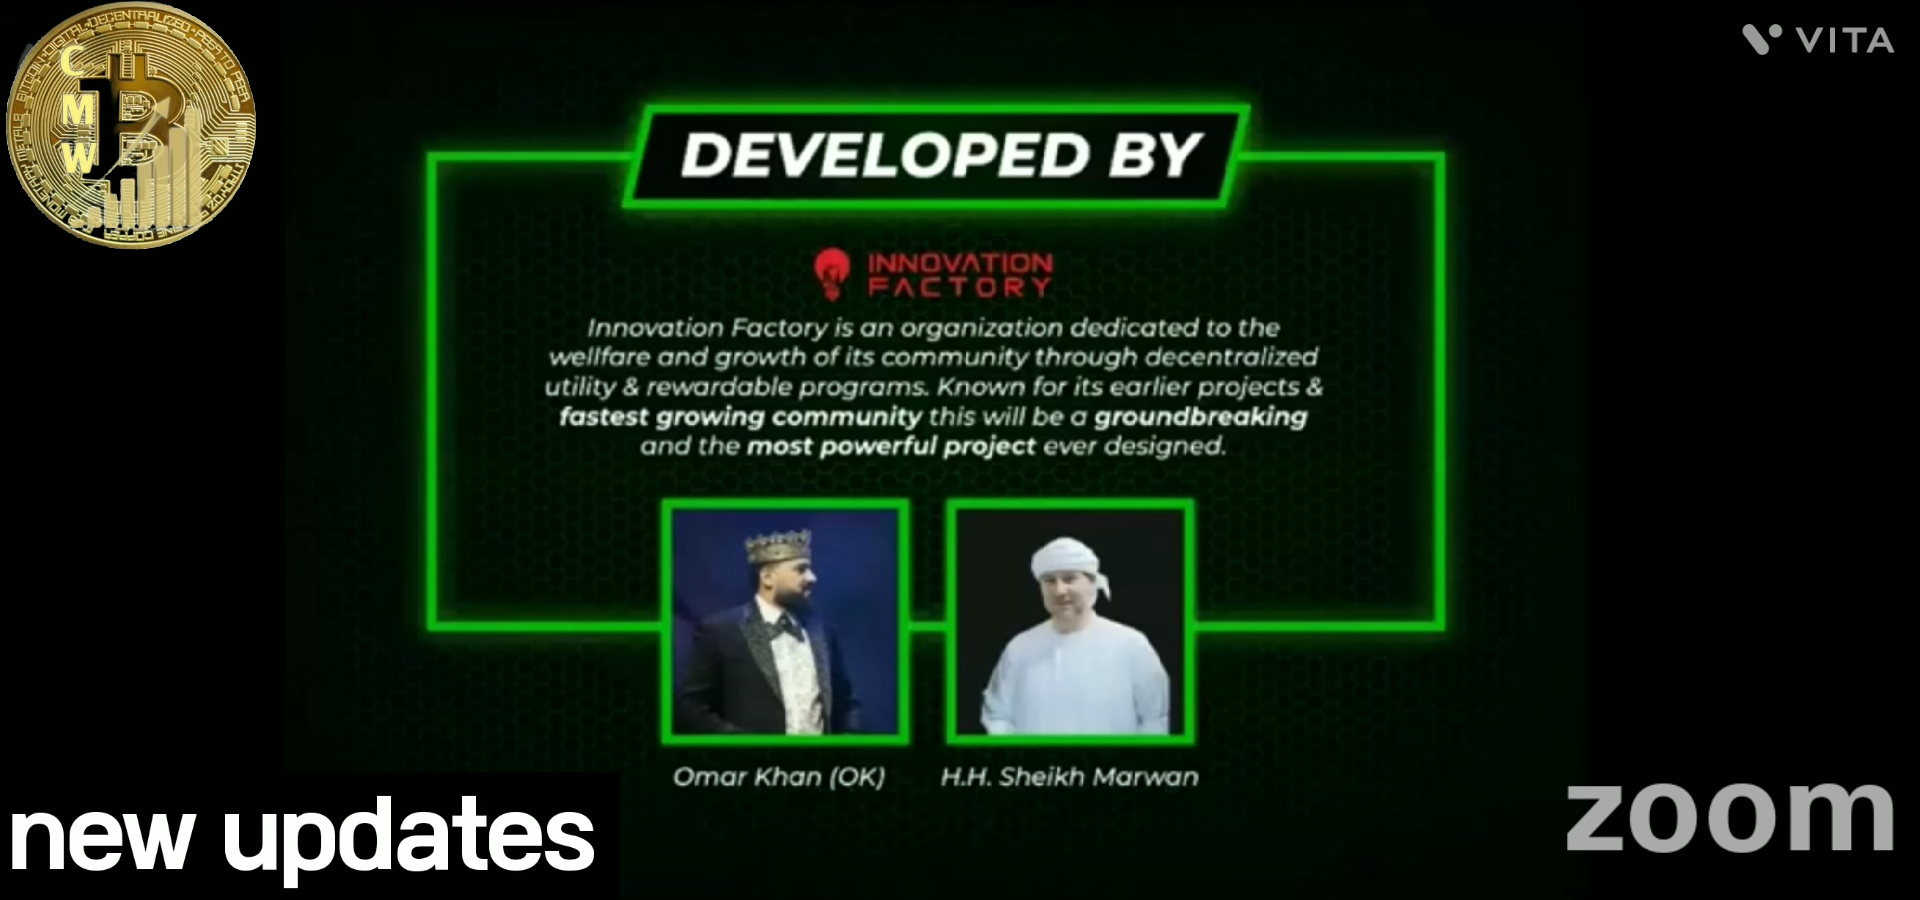 C
M
W
VITA
DEVELOPED BY
INNOVATION
FACTORY
Innovation Factory is an organization dedicated to the
wellfare and growth of its community through decentralized
utility & rewardable programs. Known for its earlier projects &
fastest growing community this will be a groundbreaking
and the most powerful project ever designed.
Omar Khan (OK)
H.H. Sheikh Marwan
new updates
zoom